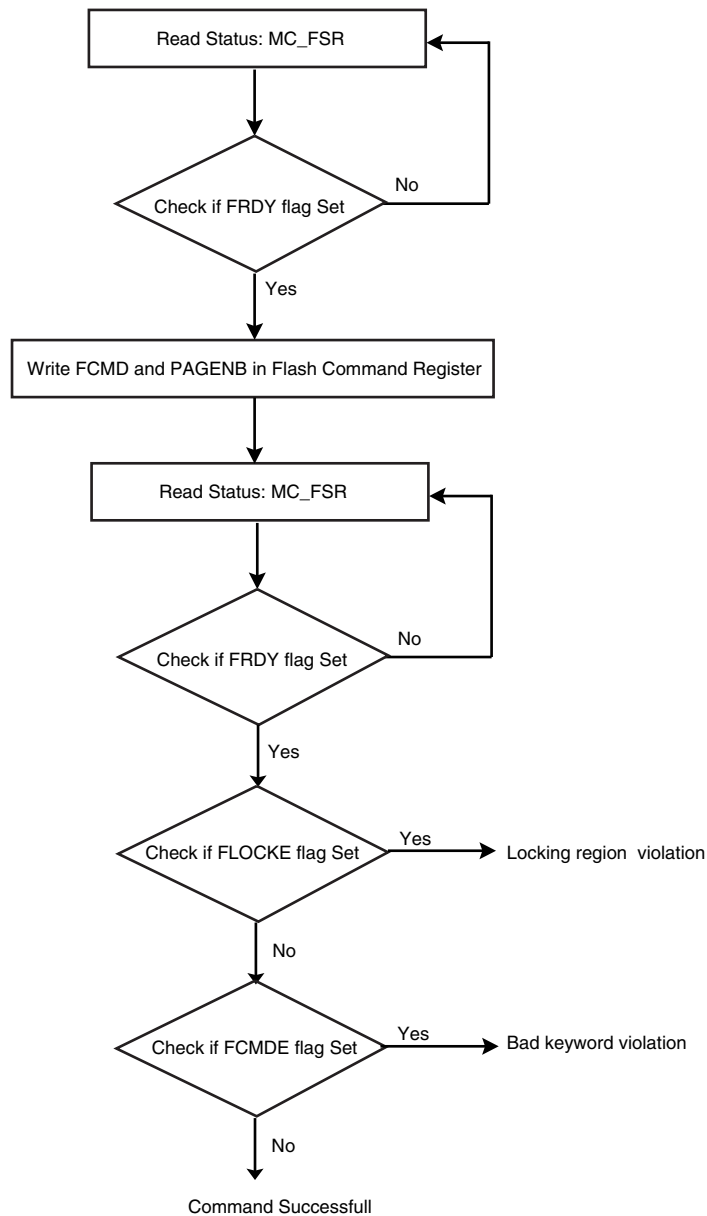 Read Status: MC_FSR
No
Check if FRDY flag Set
Yes
Write FCMD and PAGENB in Flash Command Register
Read Status: MC_FSR
No
Check if FRDY flag Set
Yes
Check if FLOCKE flag Set
Yes
Locking region violation
No
Check if FCMDE flag Set
Yes
Bad keyword violation
No
Command Successfull